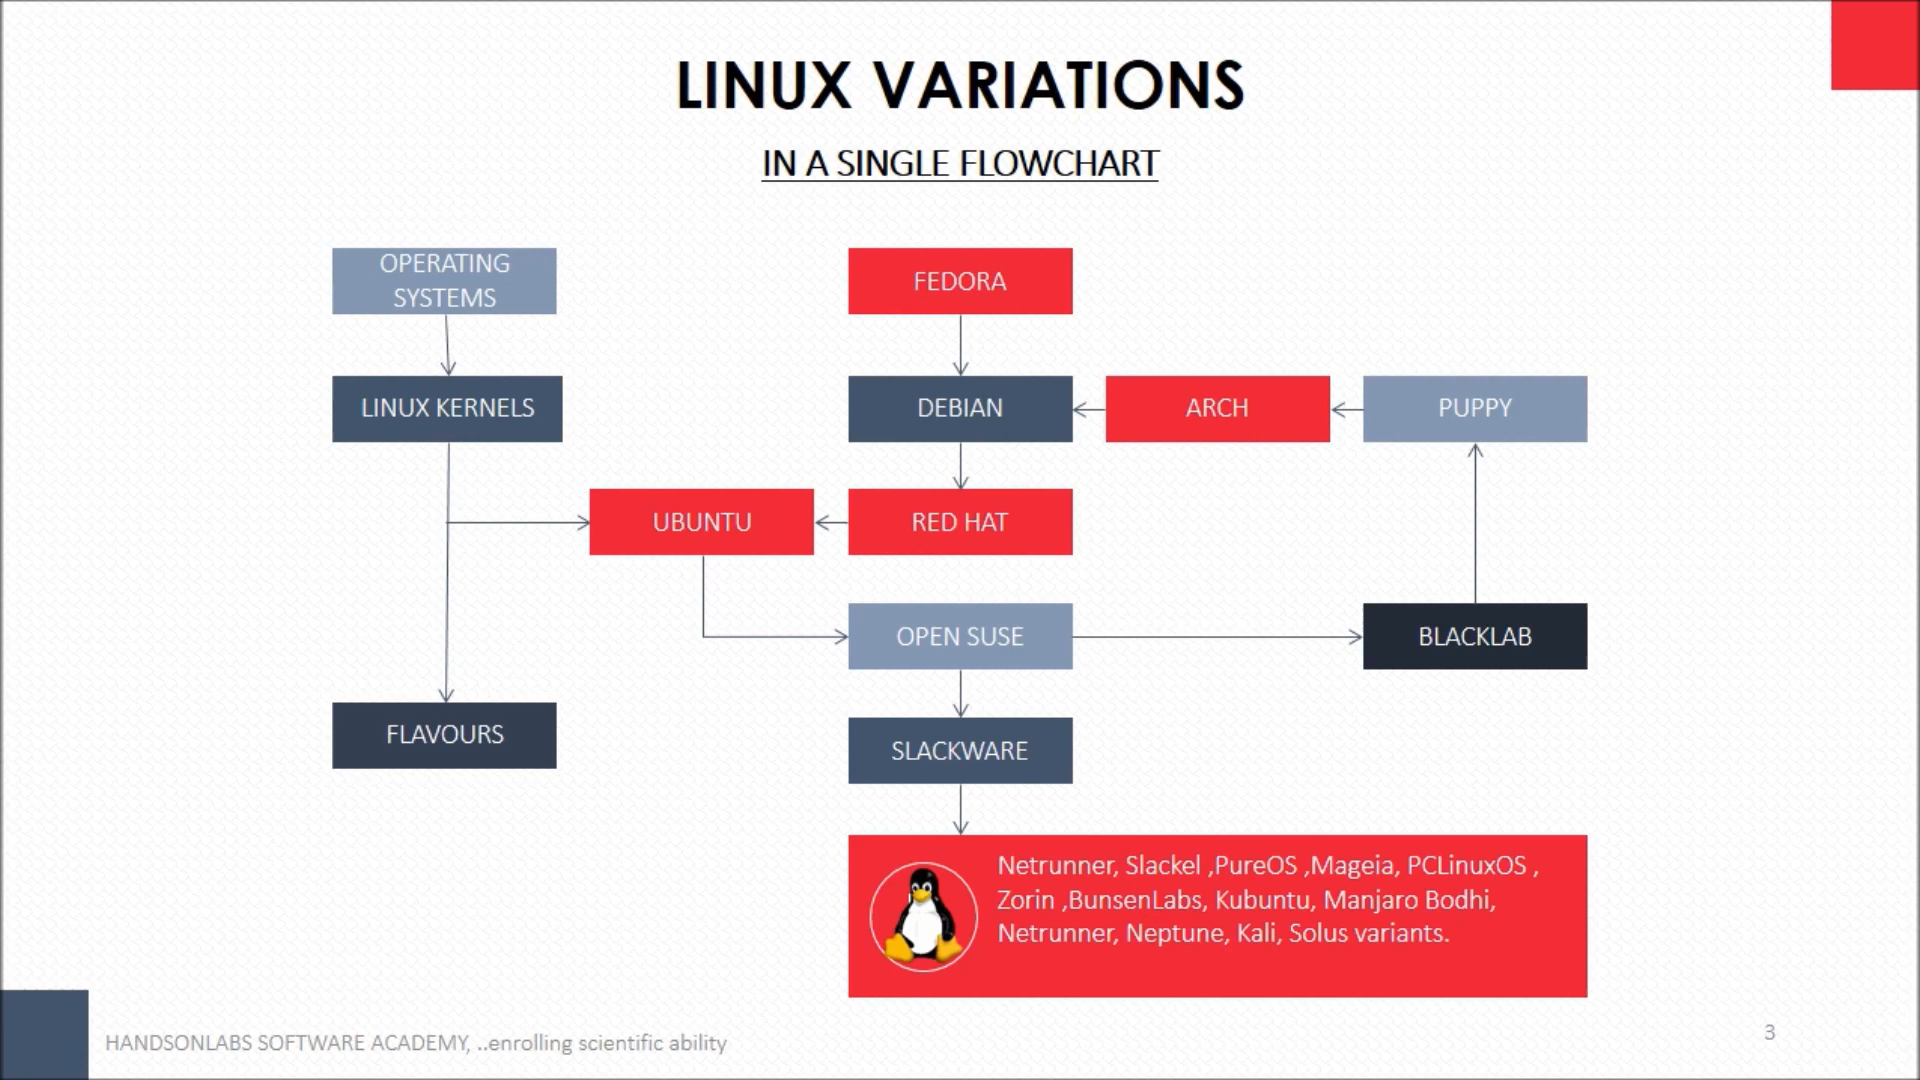 LINUX VARIATIONS
IN A SINGLE FLOWCHART
OPERATING
SYSTEMS
FEDORA
LINUX KERNELS
DEBIAN
ARCH
PUPPY
UBUNTU
RED HAT
OPEN SUSE
BLACKLAB
FLAVOURS
SLACKWARE
Netrunner, Slackel ,PureOS ,Mageia, PCLinuxOS ,
Zorin ,BunsenLabs, Kubuntu, Manjaro Bodhi,
Netrunner, Neptune, Kali, Solus variants.
HANDSONLABS SOFTWARE ACADEMY, ..enrolling scientific ability
3